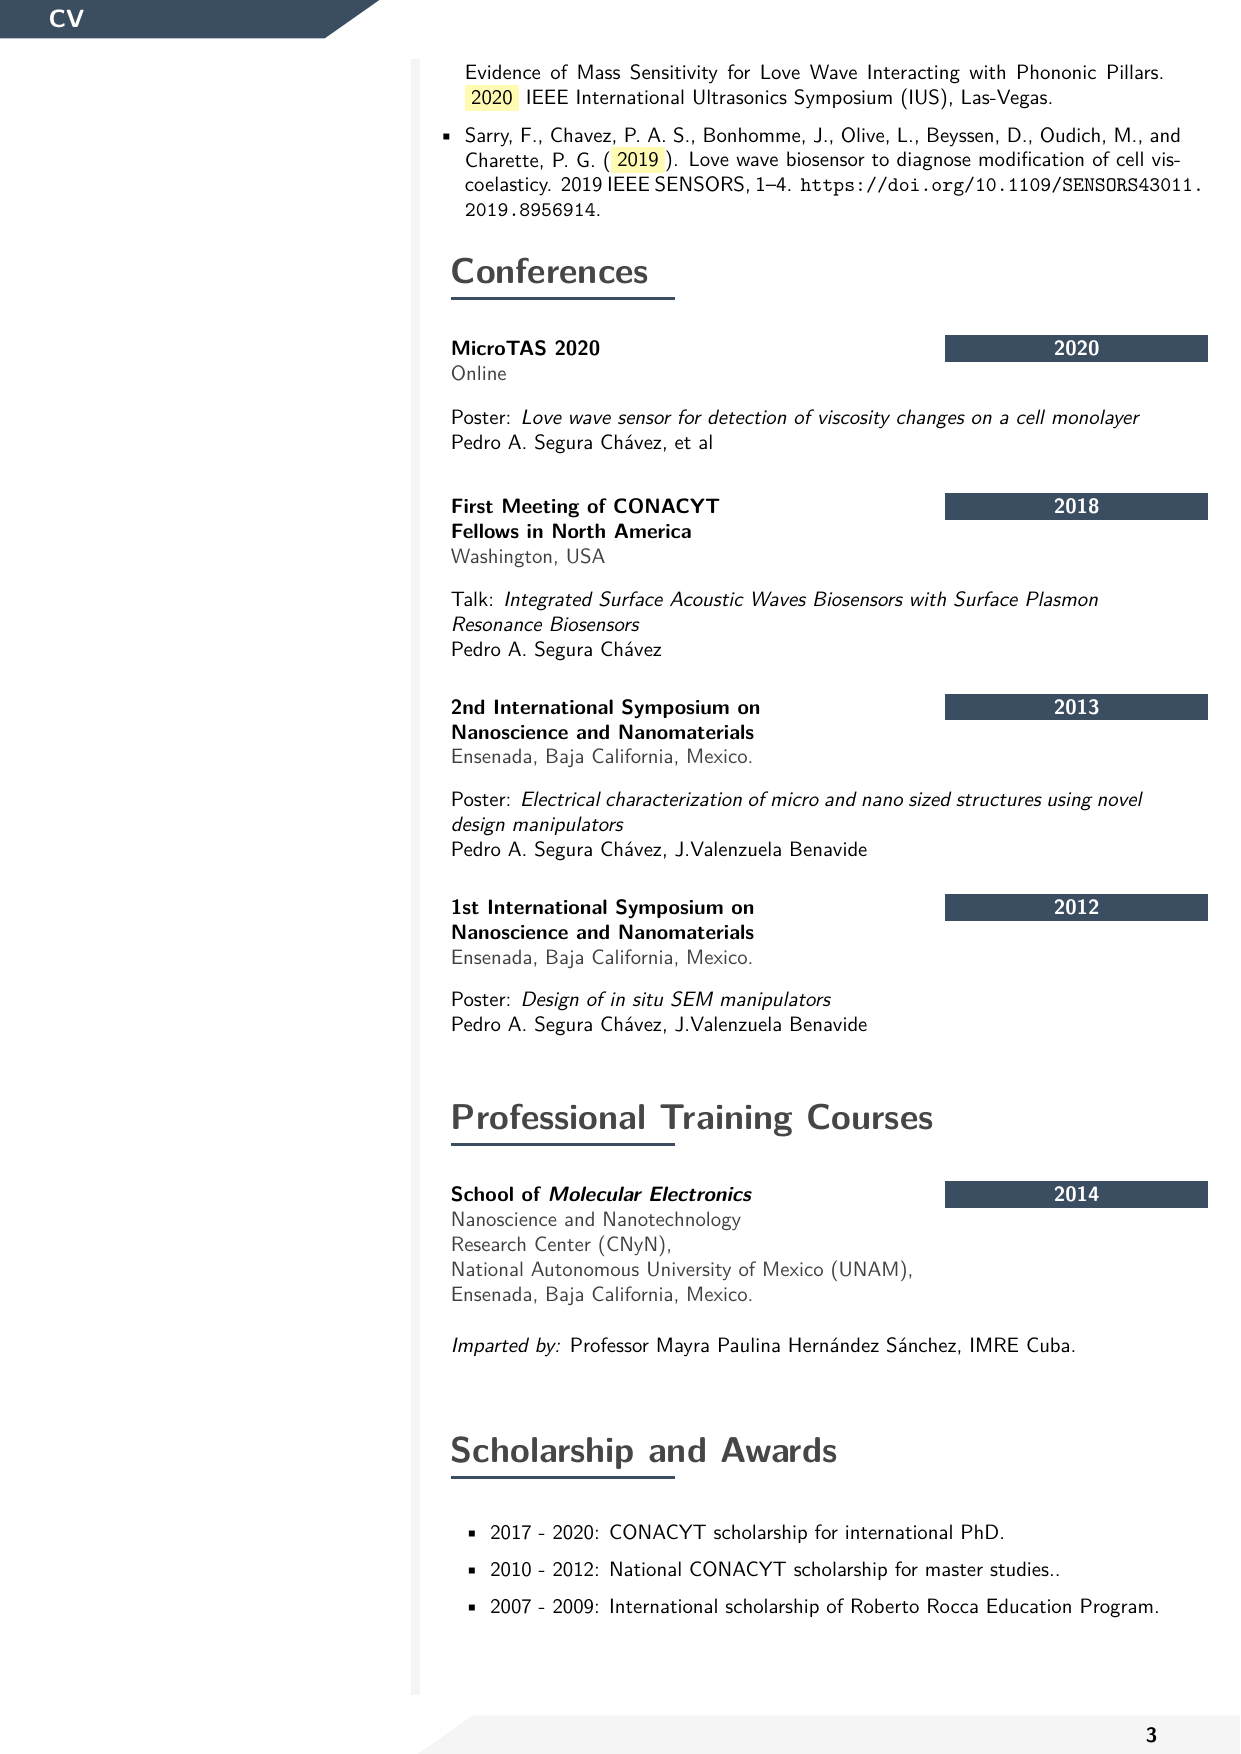 CV
Evidence of Mass Sensitivity for Love Wave Interacting with Phononic Pillars.
2020 IEEE International Ultrasonics Symposium (IUS), Las-Vegas.
▪ Sarry, F., Chavez, P. A. S., Bonhomme, J., Olive, L., Beyssen, D., Oudich, M., and
Charette, P. G. ( 2019 ). Love wave biosensor to diagnose modification of cell vis-
coelasticy. 2019 IEEE SENSORS, 1–4. https://doi.org/10.1109/SENSORS43011.
2019.8956914.
Conferences
MicroTAS 2020 2020
Online
Poster: Love wave sensor for detection of viscosity changes on a cell monolayer
Pedro A. Segura Chávez, et al
First Meeting of CONACYT 2018
Fellows in North America
Washington, USA
Talk: Integrated Surface Acoustic Waves Biosensors with Surface Plasmon
Resonance Biosensors
Pedro A. Segura Chávez
2nd International Symposium on 2013
Nanoscience and Nanomaterials
Ensenada, Baja California, Mexico.
Poster: Electrical characterization of micro and nano sized structures using novel
design manipulators
Pedro A. Segura Chávez, J.Valenzuela Benavide
1st International Symposium on 2012
Nanoscience and Nanomaterials
Ensenada, Baja California, Mexico.
Poster: Design of in situ SEM manipulators
Pedro A. Segura Chávez, J.Valenzuela Benavide
Professional Training Courses
School of Molecular Electronics 2014
Nanoscience and Nanotechnology
Research Center (CNyN),
National Autonomous University of Mexico (UNAM),
Ensenada, Baja California, Mexico.
Imparted by: Professor Mayra Paulina Hernández Sánchez, IMRE Cuba.
Scholarship and Awards
▪ 2017 - 2020: CONACYT scholarship for international PhD.
▪ 2010 - 2012: National CONACYT scholarship for master studies..
▪ 2007 - 2009: International scholarship of Roberto Rocca Education Program.
3